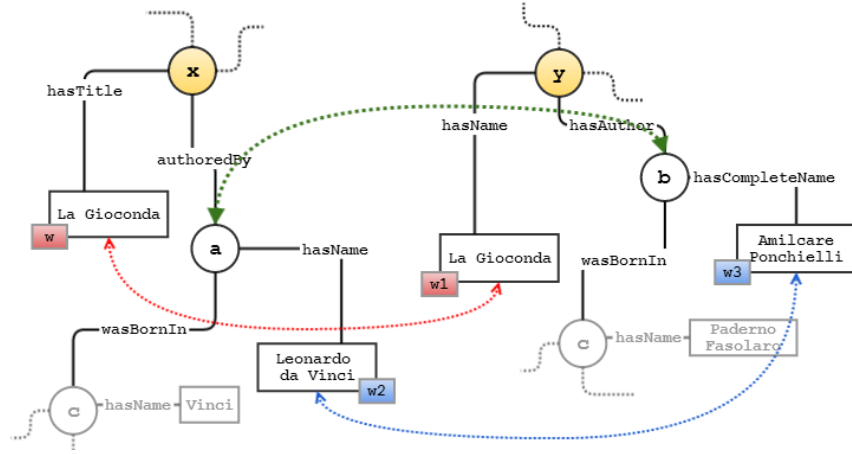 x
y
hasTitle
hasName
hasAuthor
authoredBy
b
hasCompleteName
La Gioconda
w
a
hasName
Amilcare
Ponchielli
w3
La Gioconda
w1
wasBornIn
wasBornIn
c
hasName
Paderno
Fasolaro
Leonardo
da Vinci
w2
c
hasName
Vinci